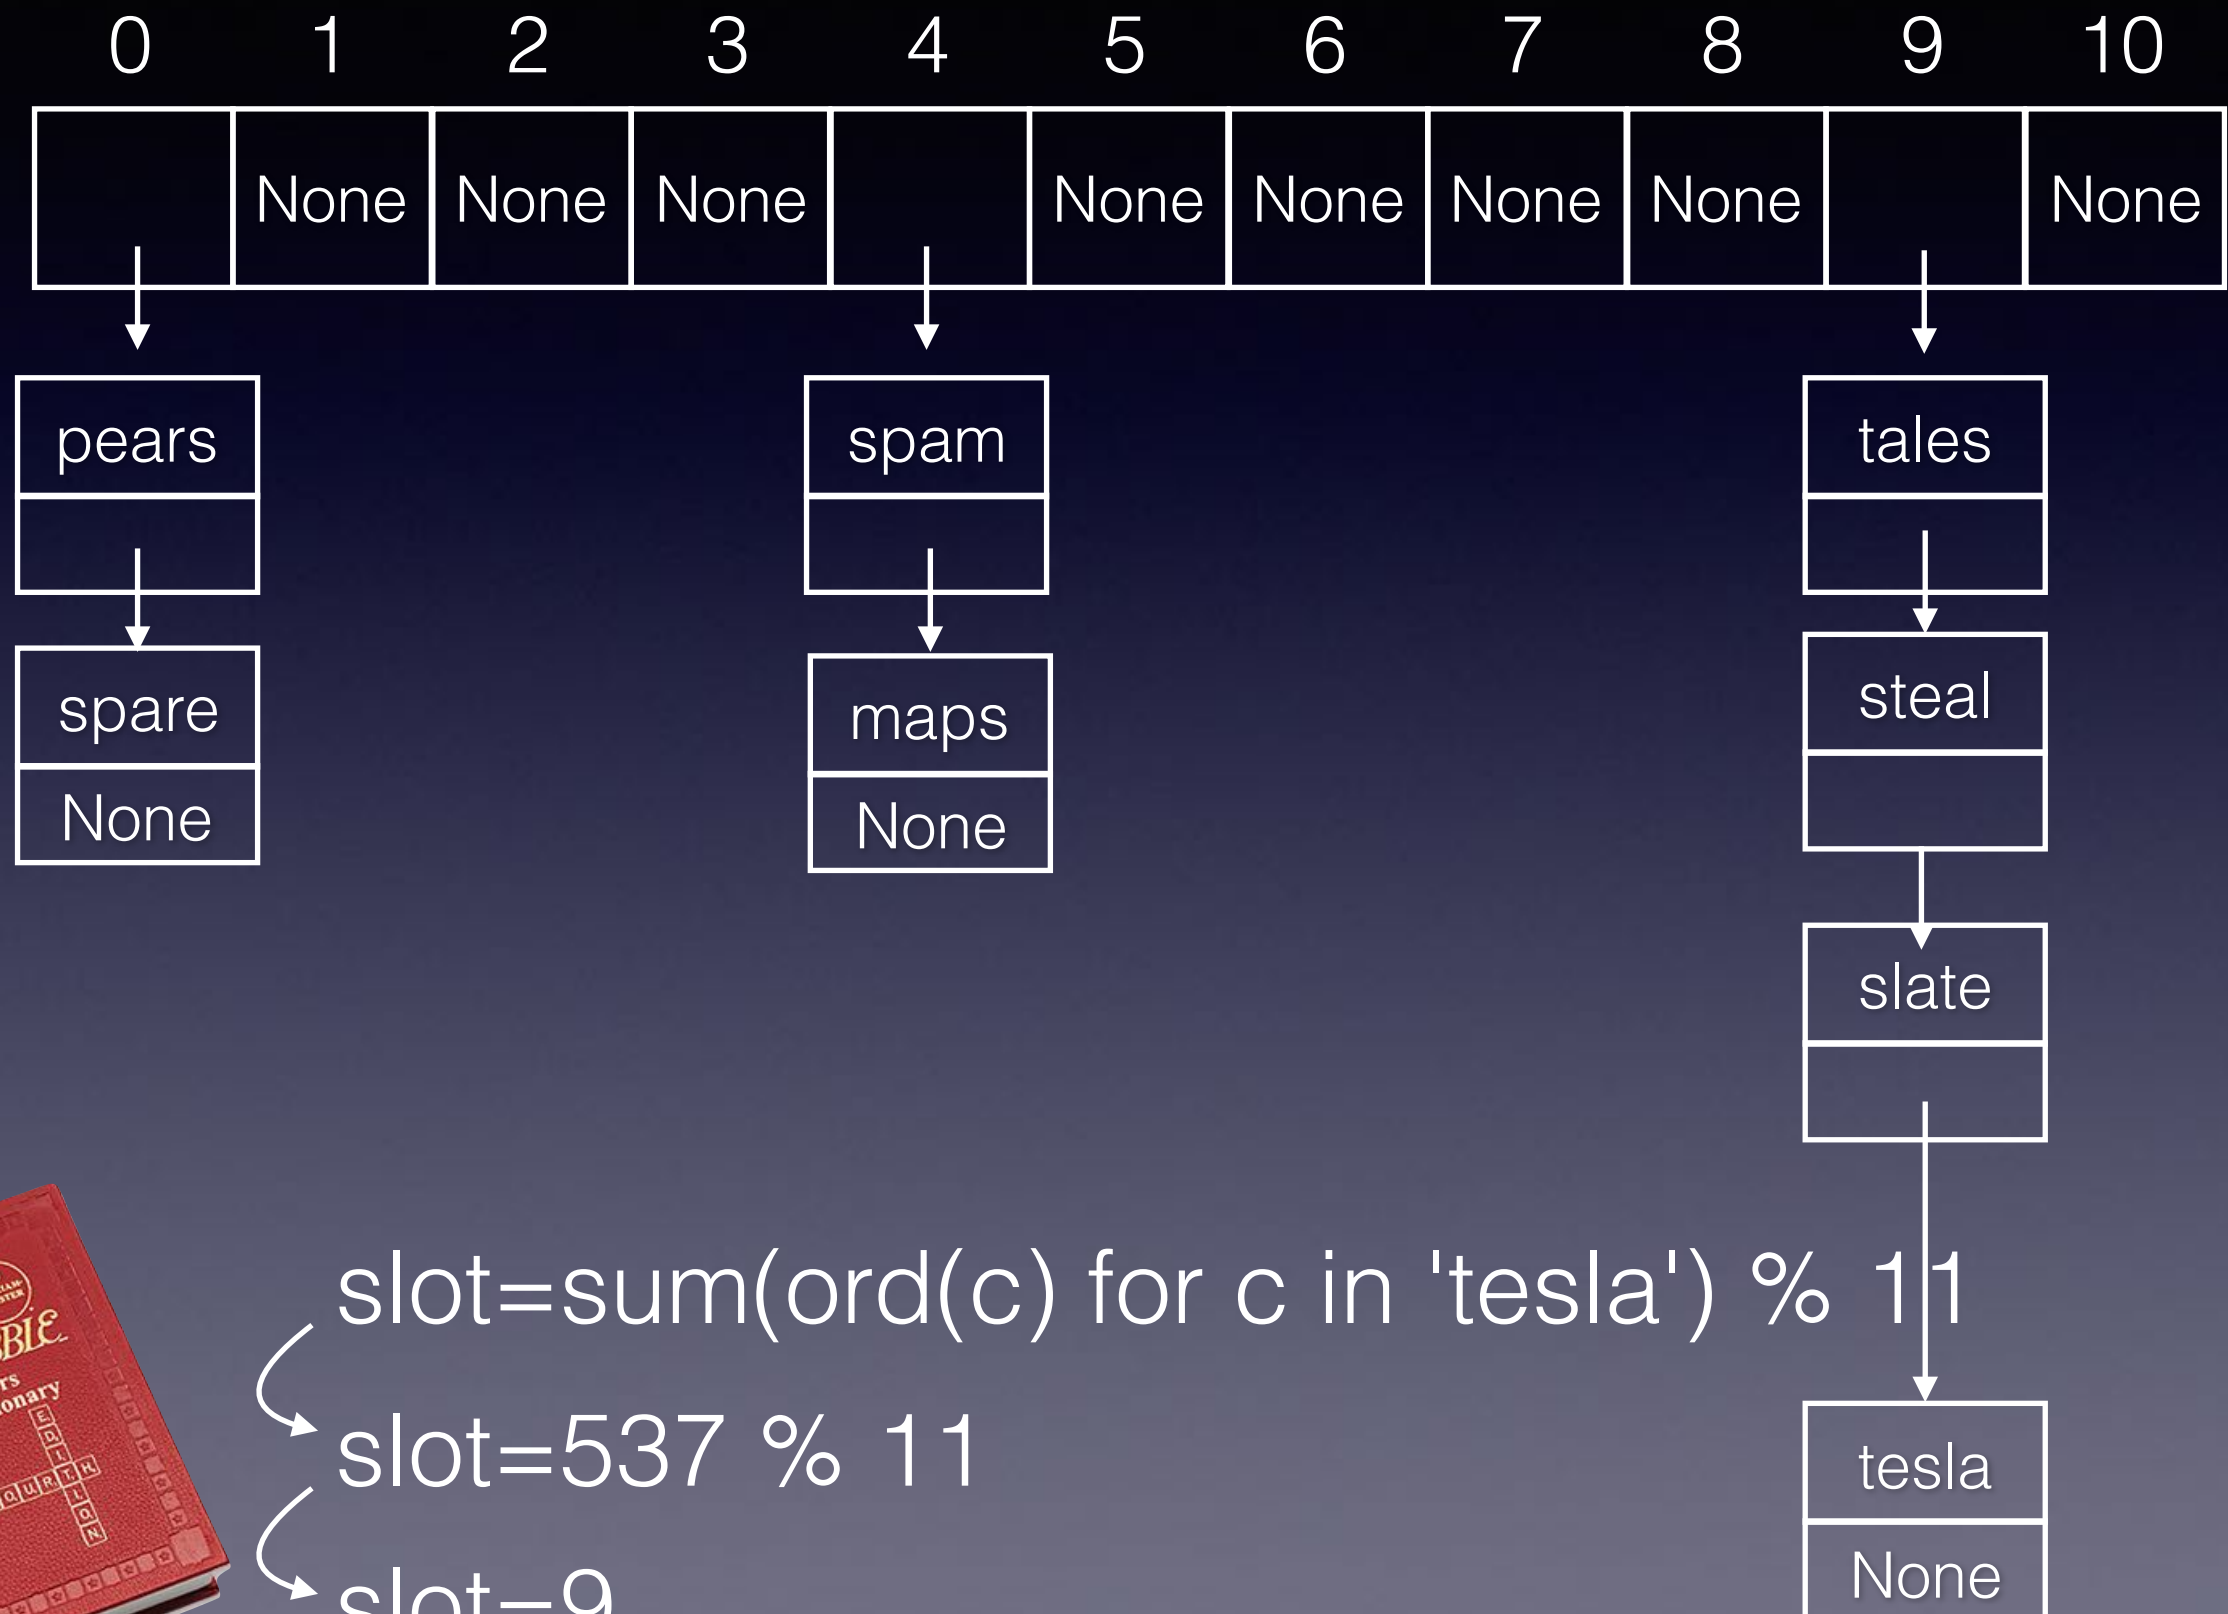 0 1 2 3 4 5 6 7 8 9 10
None None None None None None None None
pears spam tales
spare maps steal
None None
slate
slot=sum(ord(c) for c in 'tesla') % 11
slot=537 % 11
tesla
None
slot=9